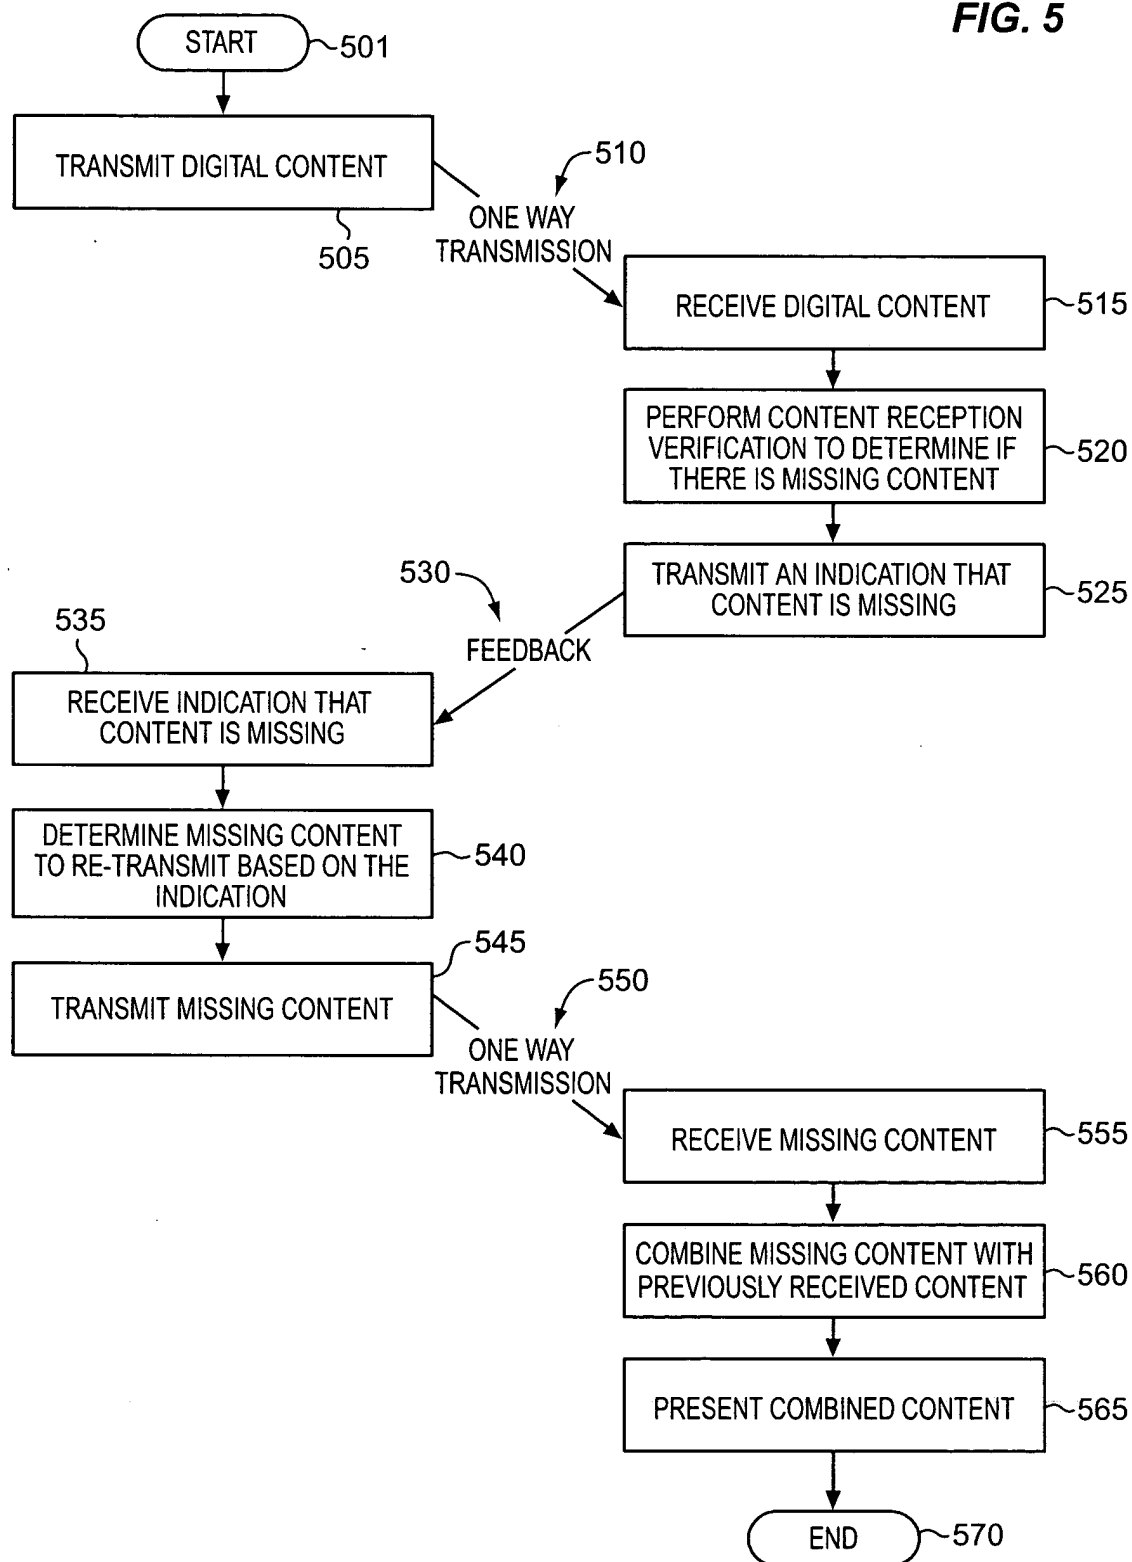 FIG. 5
START
501
TRANSMIT DIGITAL CONTENT
505
510
ONE WAY
TRANSMISSION
RECEIVE DIGITAL CONTENT
515
PERFORM CONTENT RECEPTION
VERIFICATION TO DETERMINE IF
THERE IS MISSING CONTENT
520
TRANSMIT AN INDICATION THAT
CONTENT IS MISSING
525
530
FEEDBACK
535
RECEIVE INDICATION THAT
CONTENT IS MISSING
DETERMINE MISSING CONTENT
TO RE-TRANSMIT BASED ON THE
INDICATION
540
545
TRANSMIT MISSING CONTENT
550
ONE WAY
TRANSMISSION
RECEIVE MISSING CONTENT
555
COMBINE MISSING CONTENT WITH
PREVIOUSLY RECEIVED CONTENT
560
PRESENT COMBINED CONTENT
565
END
570